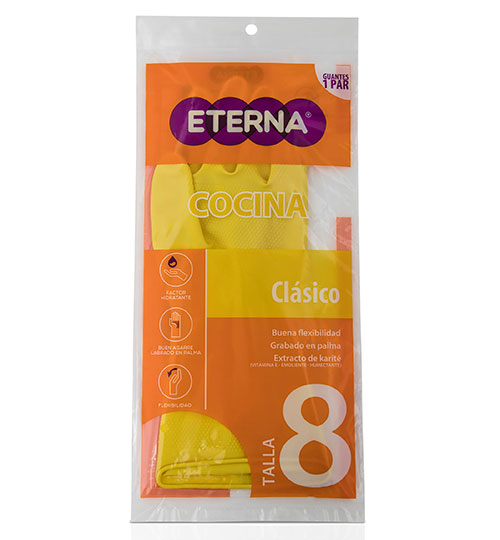 GUANTES
1 PAR
ETERNA®
COCINA
Clásico
FACTOR
HIDRATANTE
Buena flexibilidad
Grabado en palma
Extracto de karité
(VITAMINA E / EMOLIENTE / HUMECTANTE)
BUEN AGARRE
LABRADO EN PALMA
FLEXIBILIDAD
TALLA
8